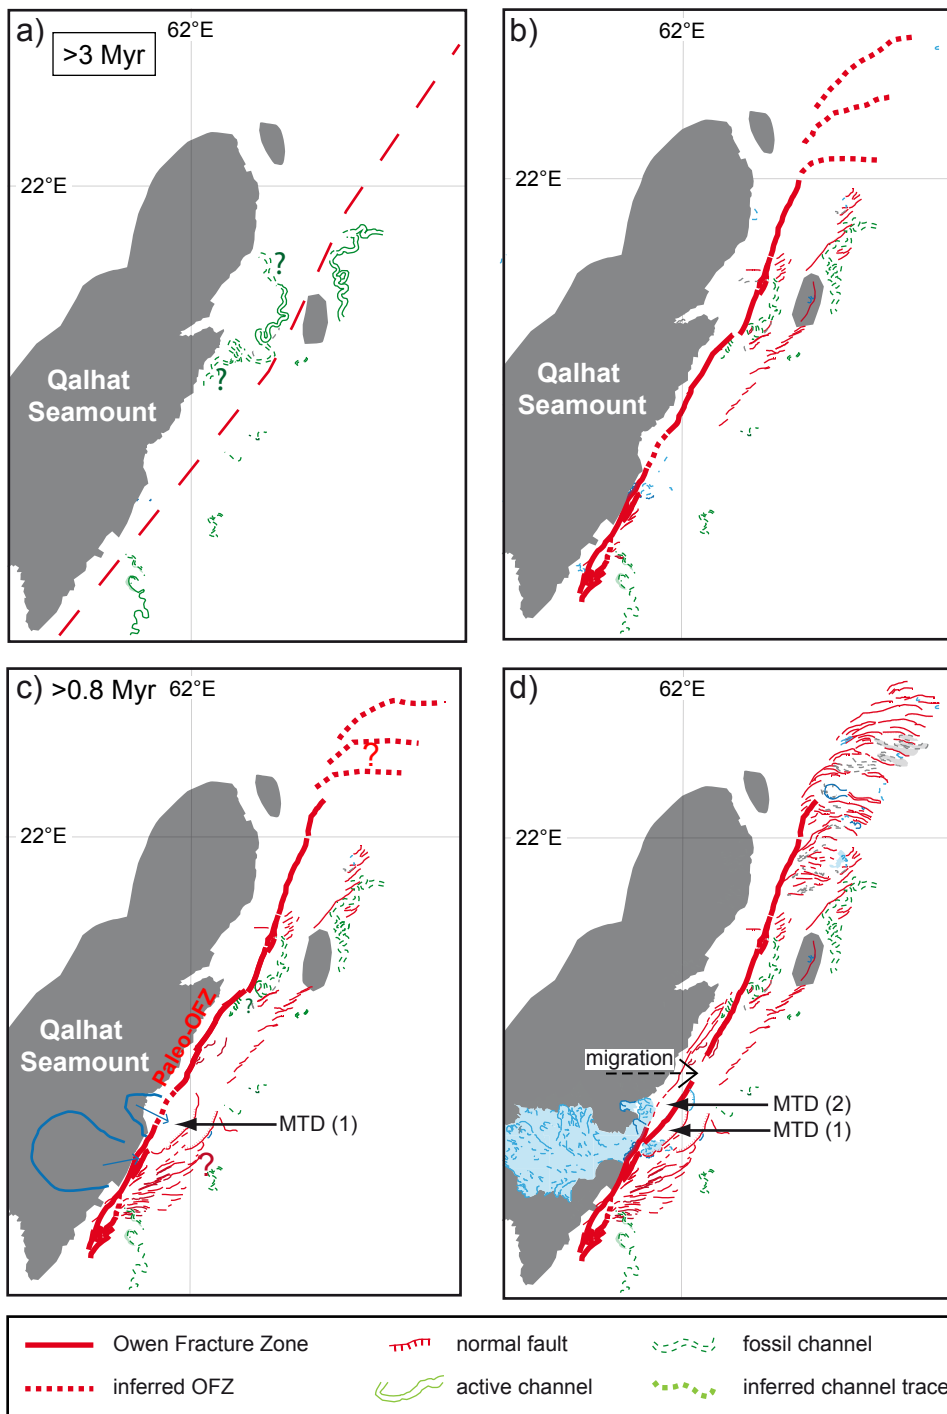 a)
62°E
>3 Myr
22°E
?
?
Qalhat
Seamount
b)
62°E
22°E
Qalhat
Seamount
c) >0.8 Myr
62°E
?
22°E
?
Paleo-OFZ
Qalhat
Seamount
MTD (1)
?
d)
62°E
22°E
migration
MTD (2)
MTD (1)
Owen Fracture Zone
normal fault
fossil channel
inferred OFZ
active channel
inferred channel trace